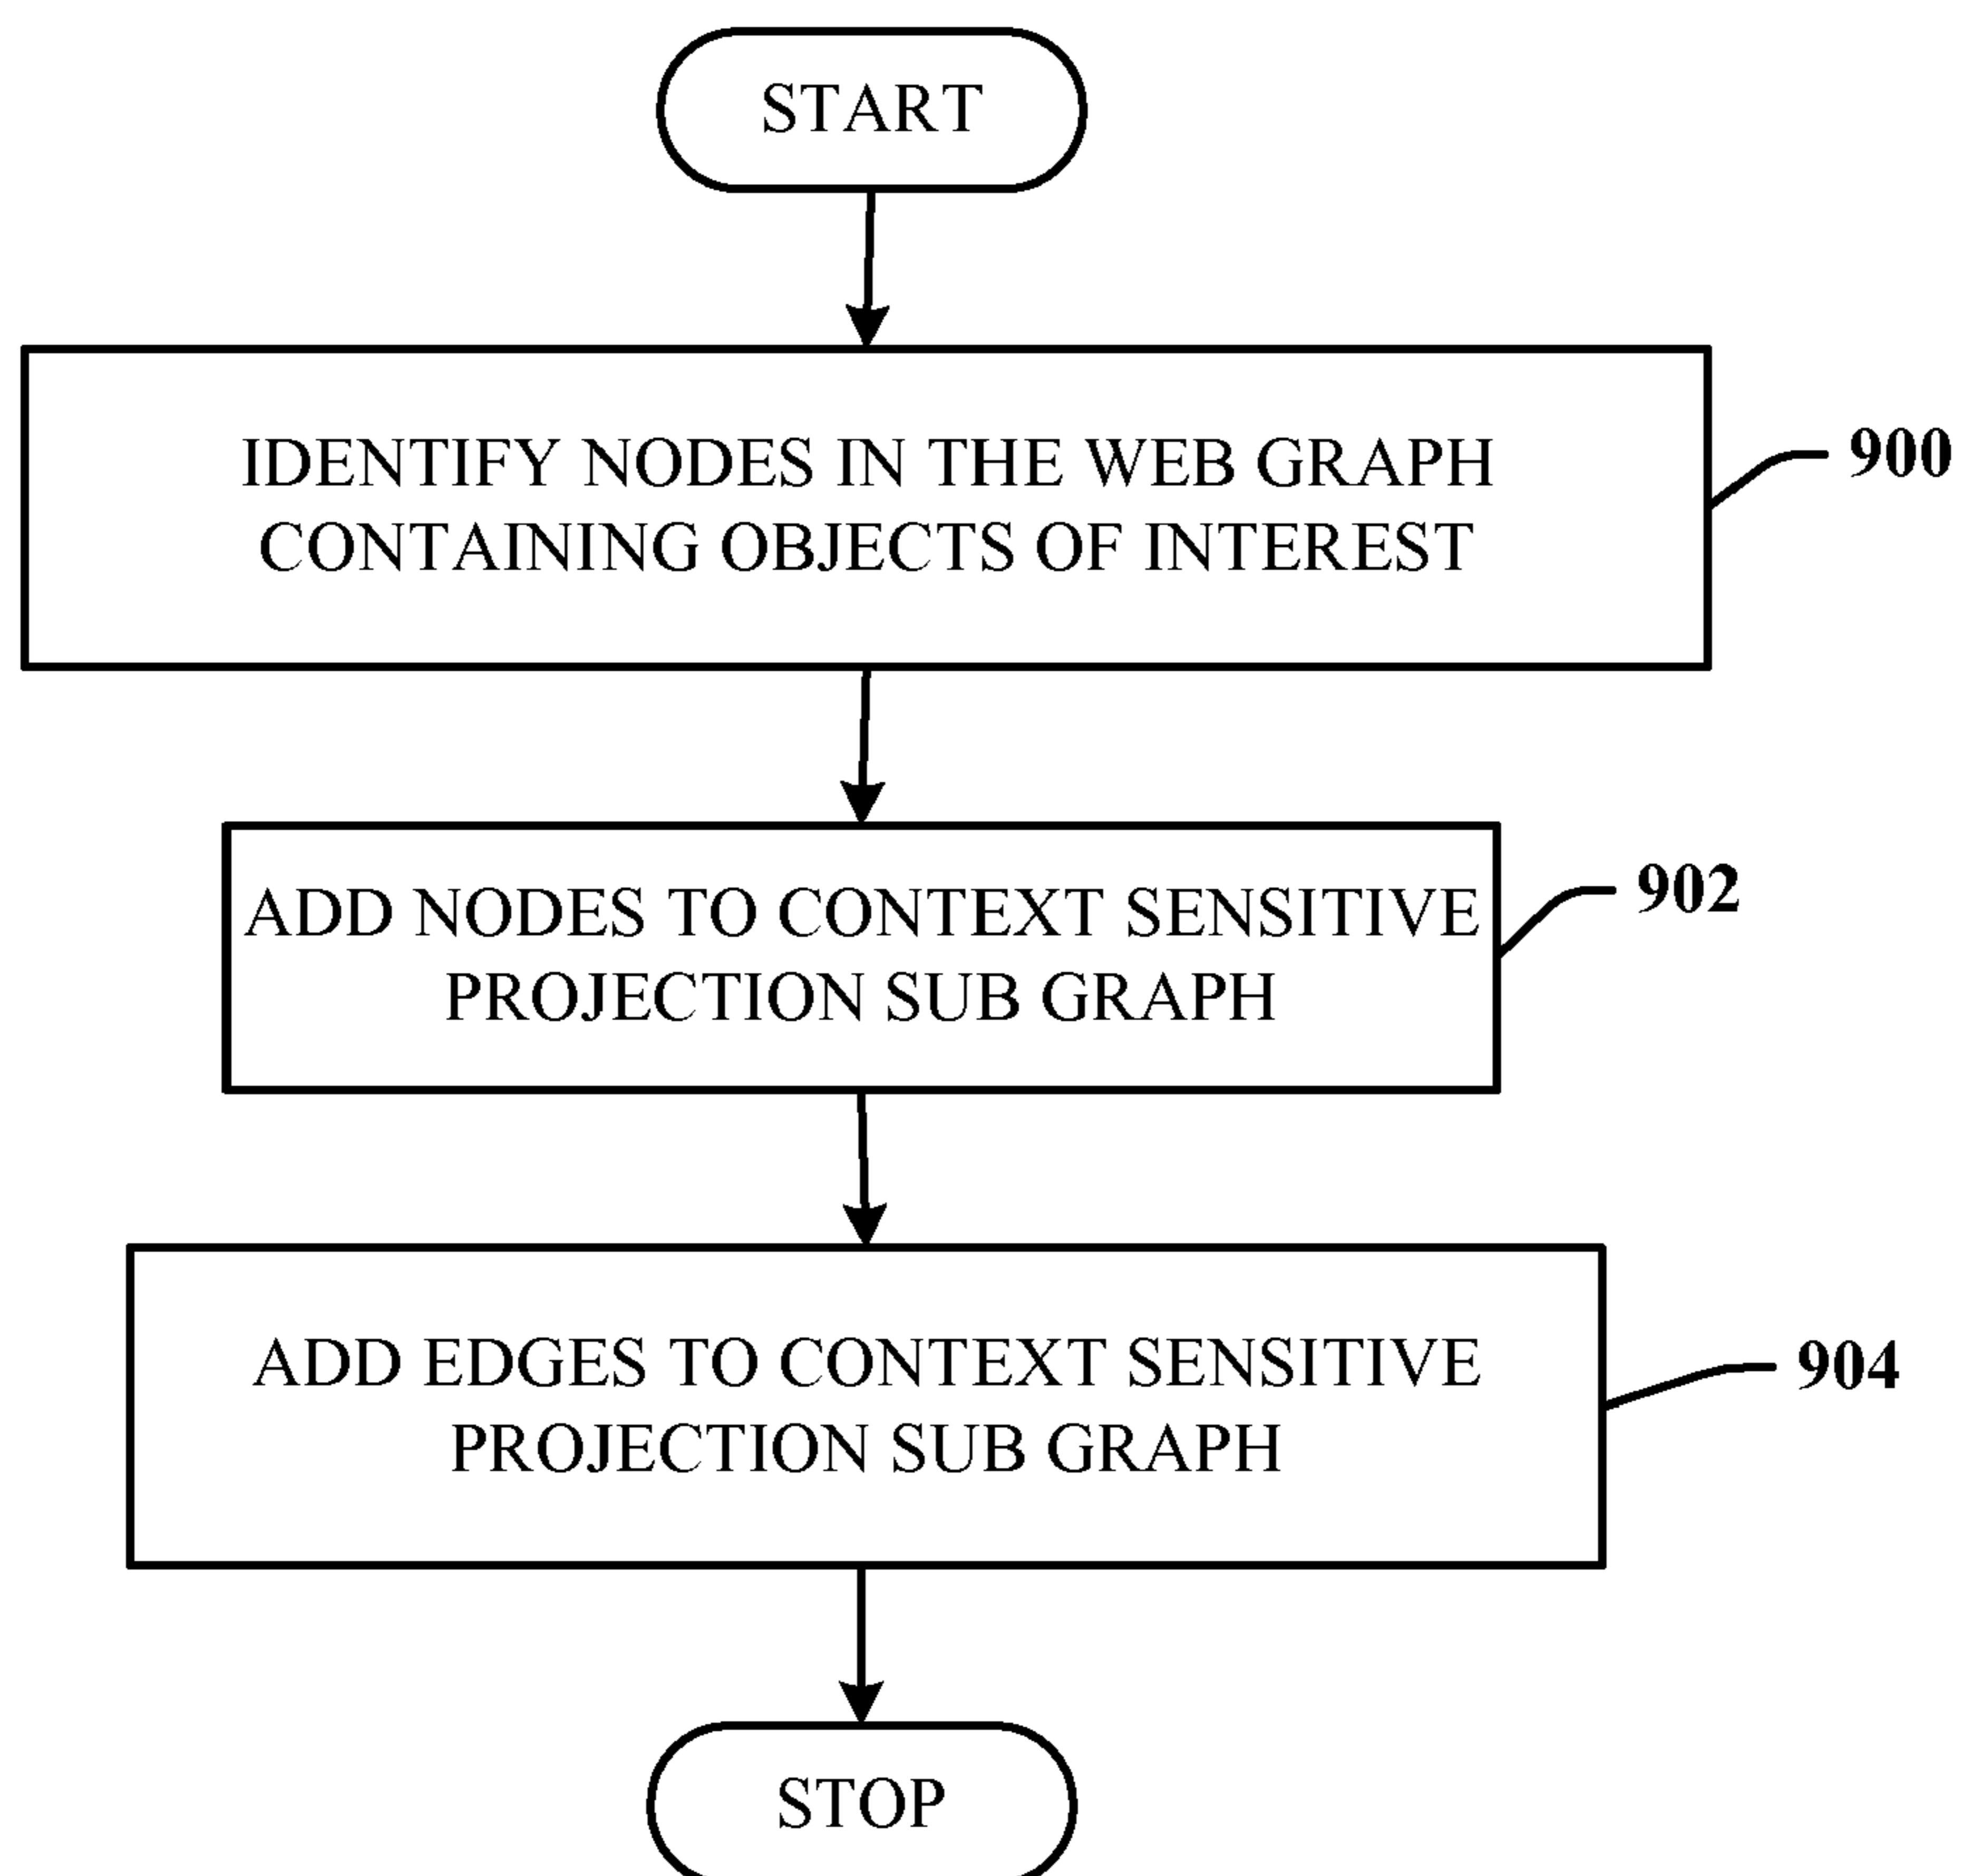 START
IDENTIFY NODES IN THE WEB GRAPH
CONTAINING OBJECTS OF INTEREST
900
ADD NODES TO CONTEXT SENSITIVE
PROJECTION SUB GRAPH
902
ADD EDGES TO CONTEXT SENSITIVE
PROJECTION SUB GRAPH
904
STOP